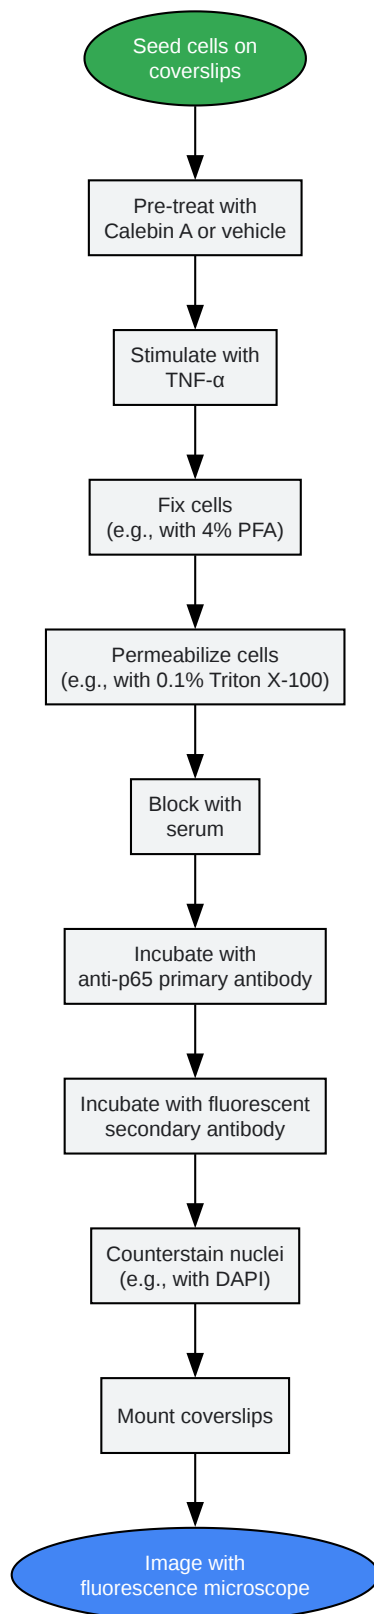 Seed cells on
coverslips
Pre-treat with
Calebin A or vehicle
Stimulate with
TNF-α
Fix cells
(e.g., with 4% PFA)
Permeabilize cells
(e.g., with 0.1% Triton X-100)
Block with
serum
Incubate with
anti-p65 primary antibody
Incubate with fluorescent
secondary antibody
Counterstain nuclei
(e.g., with DAPI)
Mount coverslips
Image with
fluorescence microscope